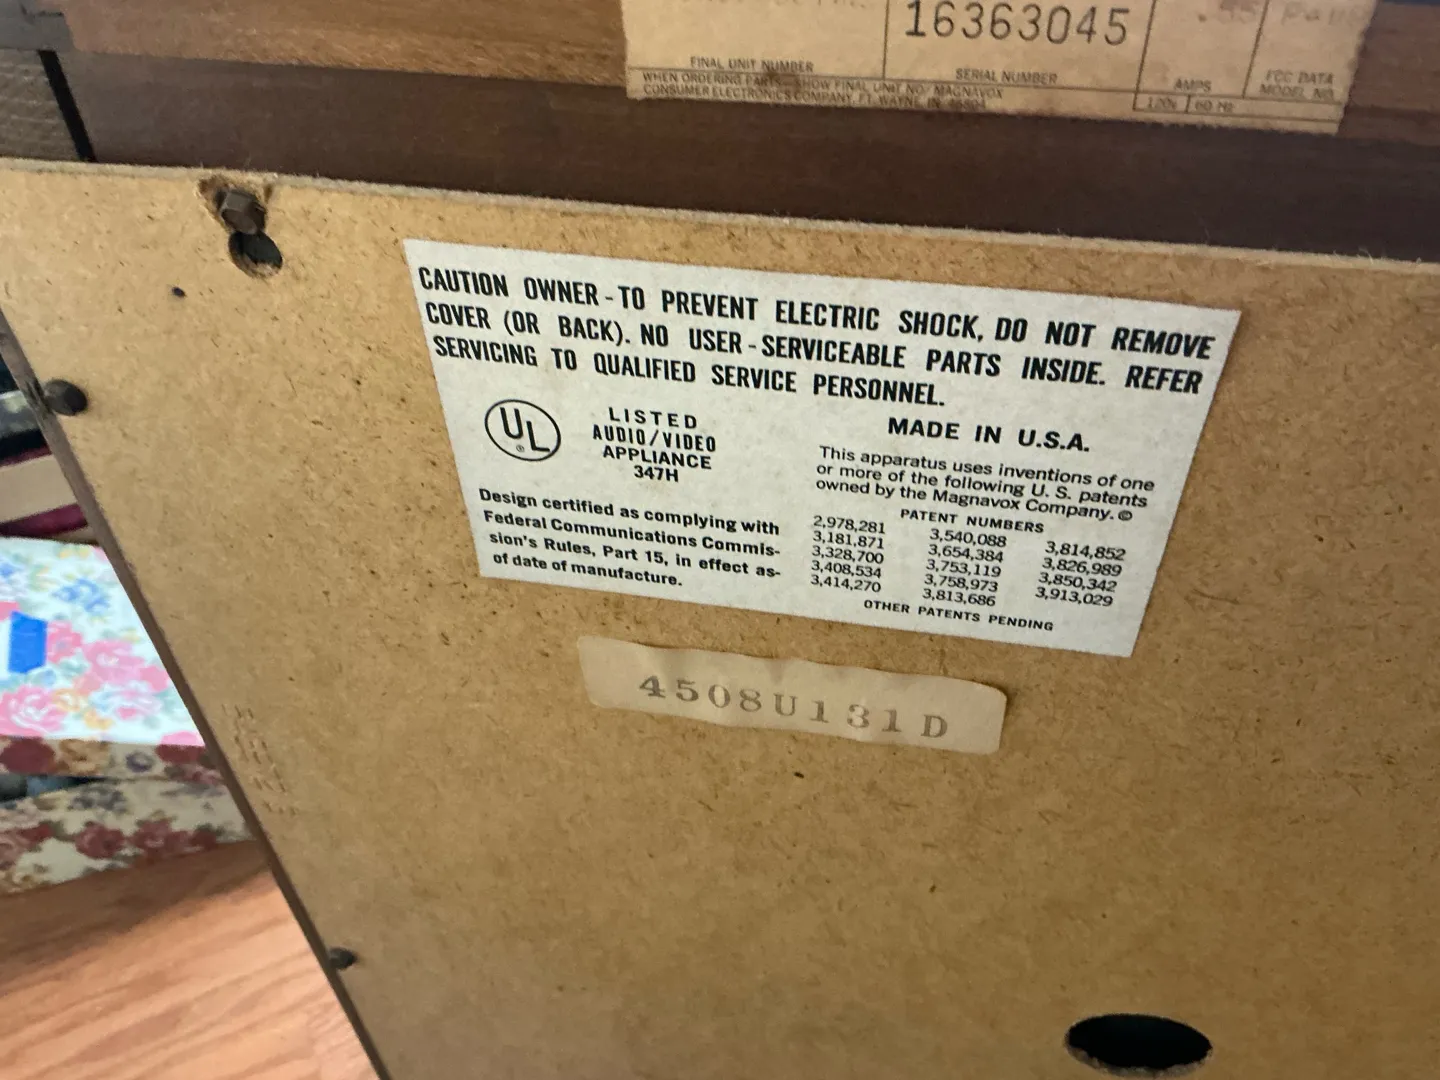 16363045
.55
FINAL UNIT NUMBER
SERIAL NUMBER
AMPS
FCC DATA
MODEL NO.
WHEN ORDERING PARTS—SHOW FINAL UNIT NO/ MAGNAVOX
CONSUMER ELECTRONICS COMPANY, FT. WAYNE, IN. 46804
120v
60 Hz
CAUTION OWNER - TO PREVENT ELECTRIC SHOCK, DO NOT REMOVE
COVER (OR BACK). NO USER - SERVICEABLE PARTS INSIDE. REFER
SERVICING TO QUALIFIED SERVICE PERSONNEL.
UL
®
LISTED
AUDIO/VIDEO
APPLIANCE
347H
Design certified as complying with
Federal Communications Commis-
sion's Rules, Part 15, in effect as-
of date of manufacture.
MADE IN U.S.A.
This apparatus uses inventions of one
or more of the following U. S. patents
owned by the Magnavox Company. ©
PATENT NUMBERS
2,978,281 3,540,088 3,814,852
3,181,871 3,654,384 3,826,989
3,328,700 3,753,119 3,850,342
3,408,534 3,758,973 3,913,029
3,414,270 3,813,686
OTHER PATENTS PENDING
4508U131D